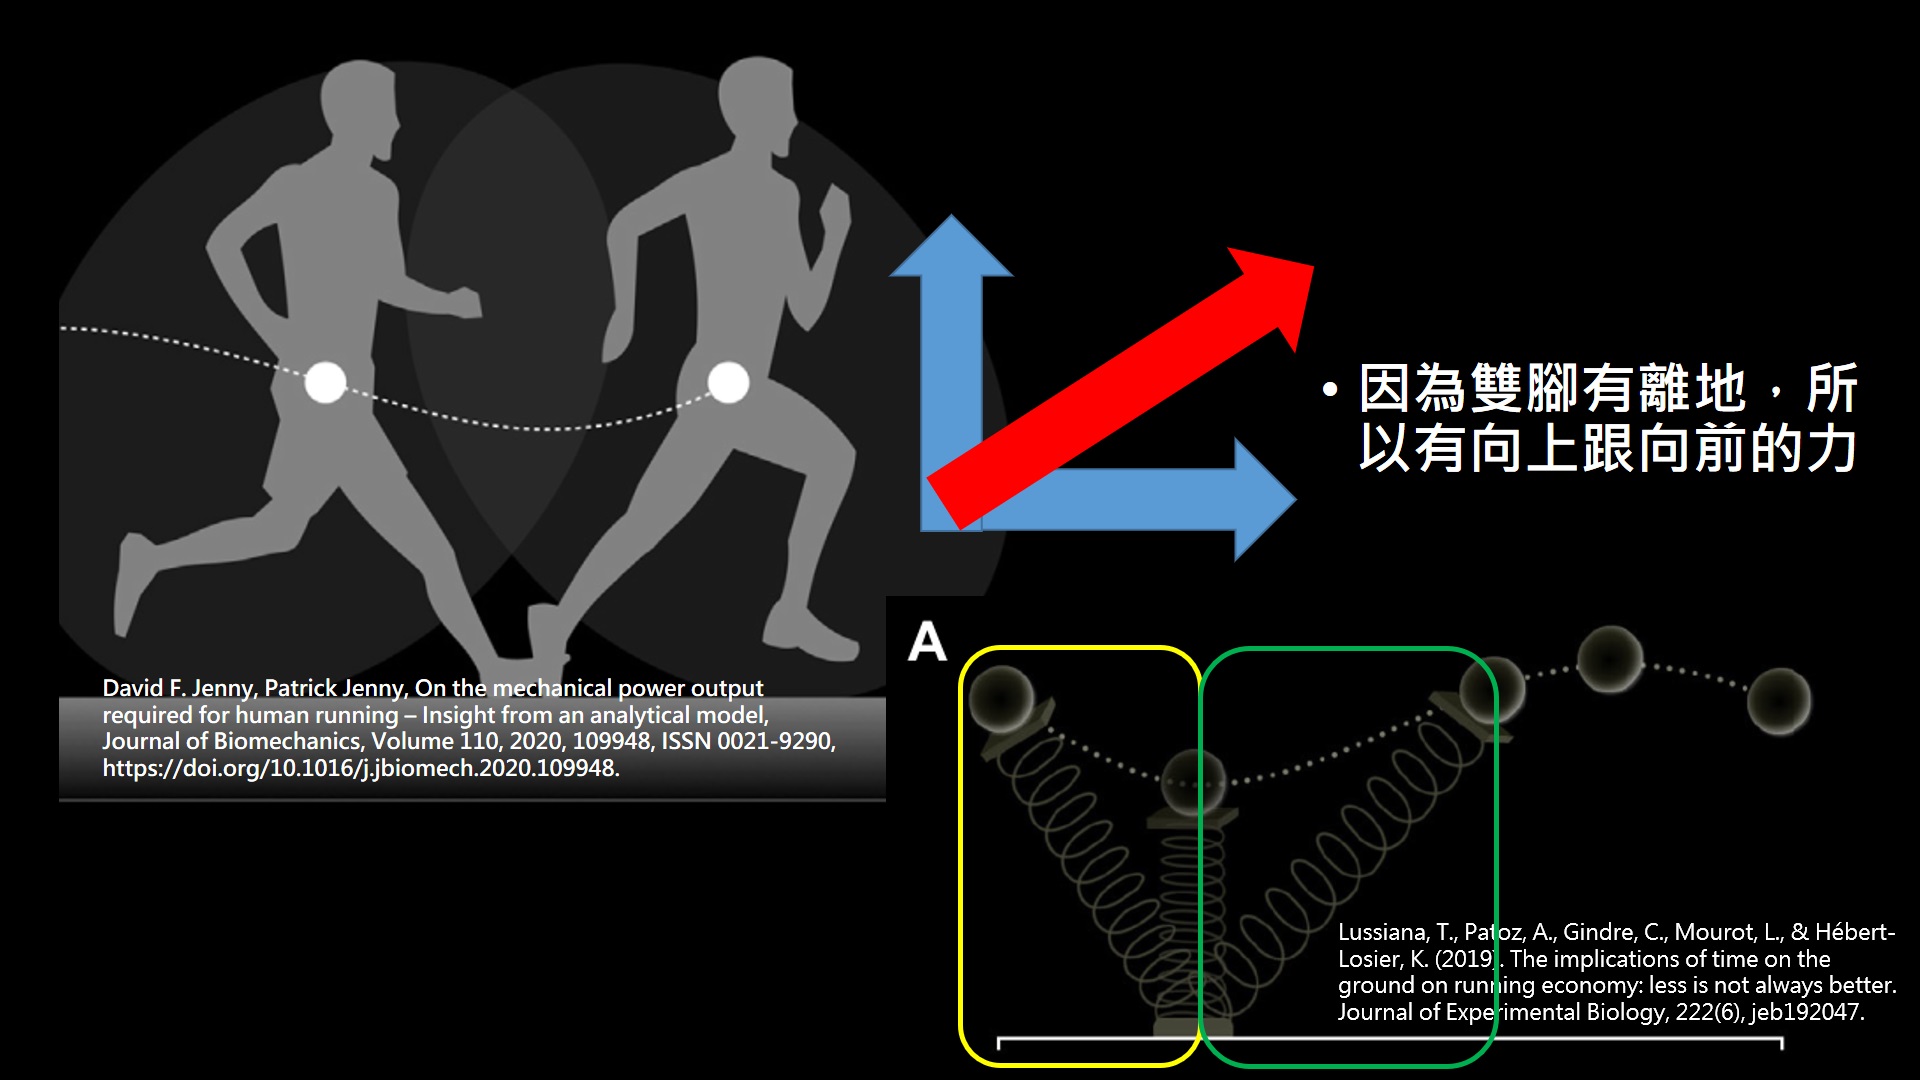 • 因為雙腳有離地，所
以有向上跟向前的力
A
David F. Jenny, Patrick Jenny, On the mechanical power output
required for human running – Insight from an analytical model,
Journal of Biomechanics, Volume 110, 2020, 109948, ISSN 0021-9290,
https://doi.org/10.1016/j.jbiomech.2020.109948.
Lussiana, T., Patoz, A., Gindre, C., Mourot, L., & Hébert-
Losier, K. (2019). The implications of time on the
ground on running economy: less is not always better.
Journal of Experimental Biology, 222(6), jeb192047.